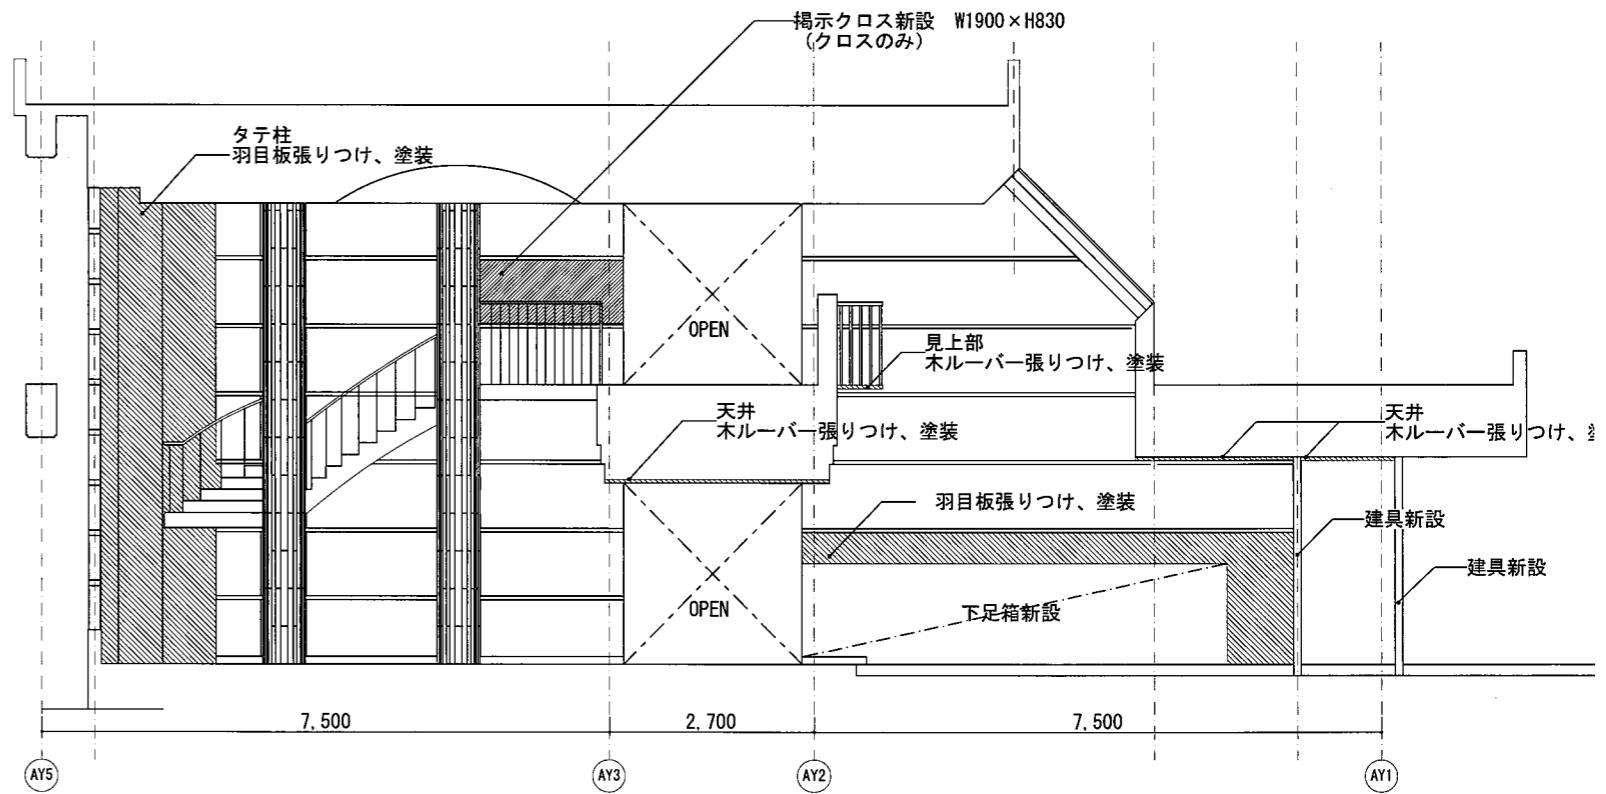 掲示クロス新設 W1900×H830
(クロスのみ)
タテ柱
羽目板張りつけ、塗装
OPEN
見上部
木ルーバー張りつけ、塗装
天井
木ルーバー張りつけ、塗装
天井
木ルーバー張りつけ、
羽目板張りつけ、塗装
建具新設
建具新設
OPEN
下足箱新設
7,500
2,700
7,500
AY5
AY3
AY2
AY1